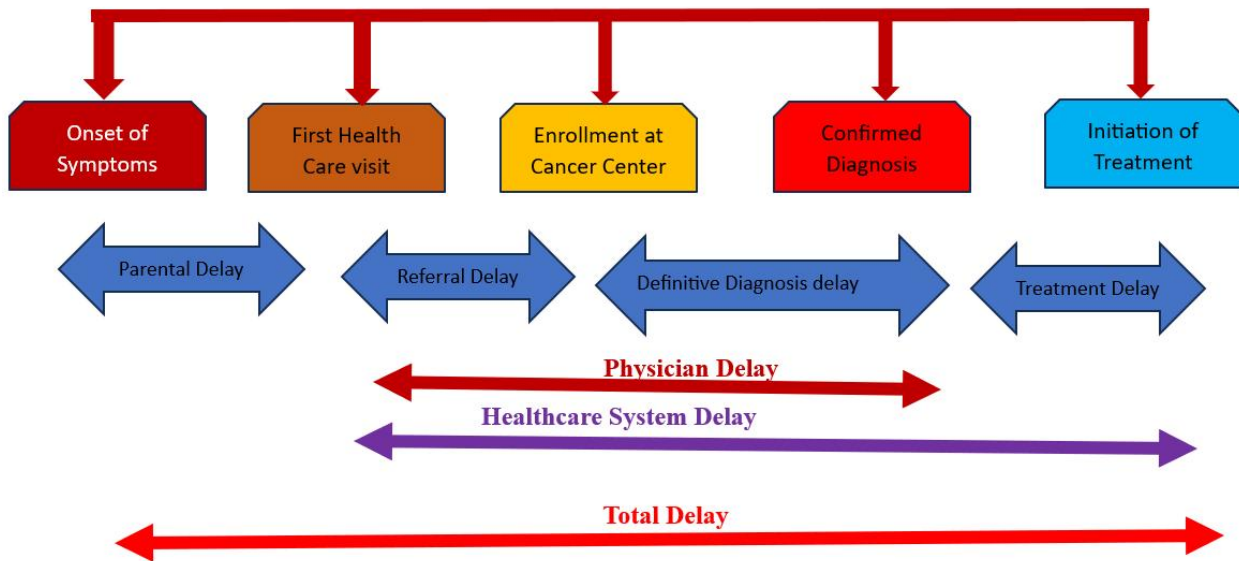 Onset of
Symptoms
First Health
Care visit
Enrollment at
Cancer Center
Confirmed
Diagnosis
Initiation of
Treatment
Parental Delay
Referral Delay
Definitive Diagnosis delay
Treatment Delay
Physician Delay
Healthcare System Delay
Total Delay